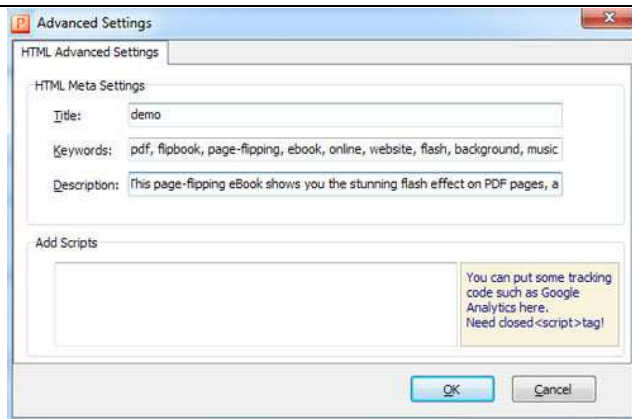 Advanced Settings
HTML Advanced Settings
HTML Meta Settings
Title: demo
Keywords: pdf, flipbook, page-flipping, ebook, online, website, flash, background, music
Description: This page-flipping eBook shows you the stunning flash effect on PDF pages, a
Add Scripts
You can put some tracking
code such as Google
Analytics here.
Need closed<script>tag!
OK Cancel